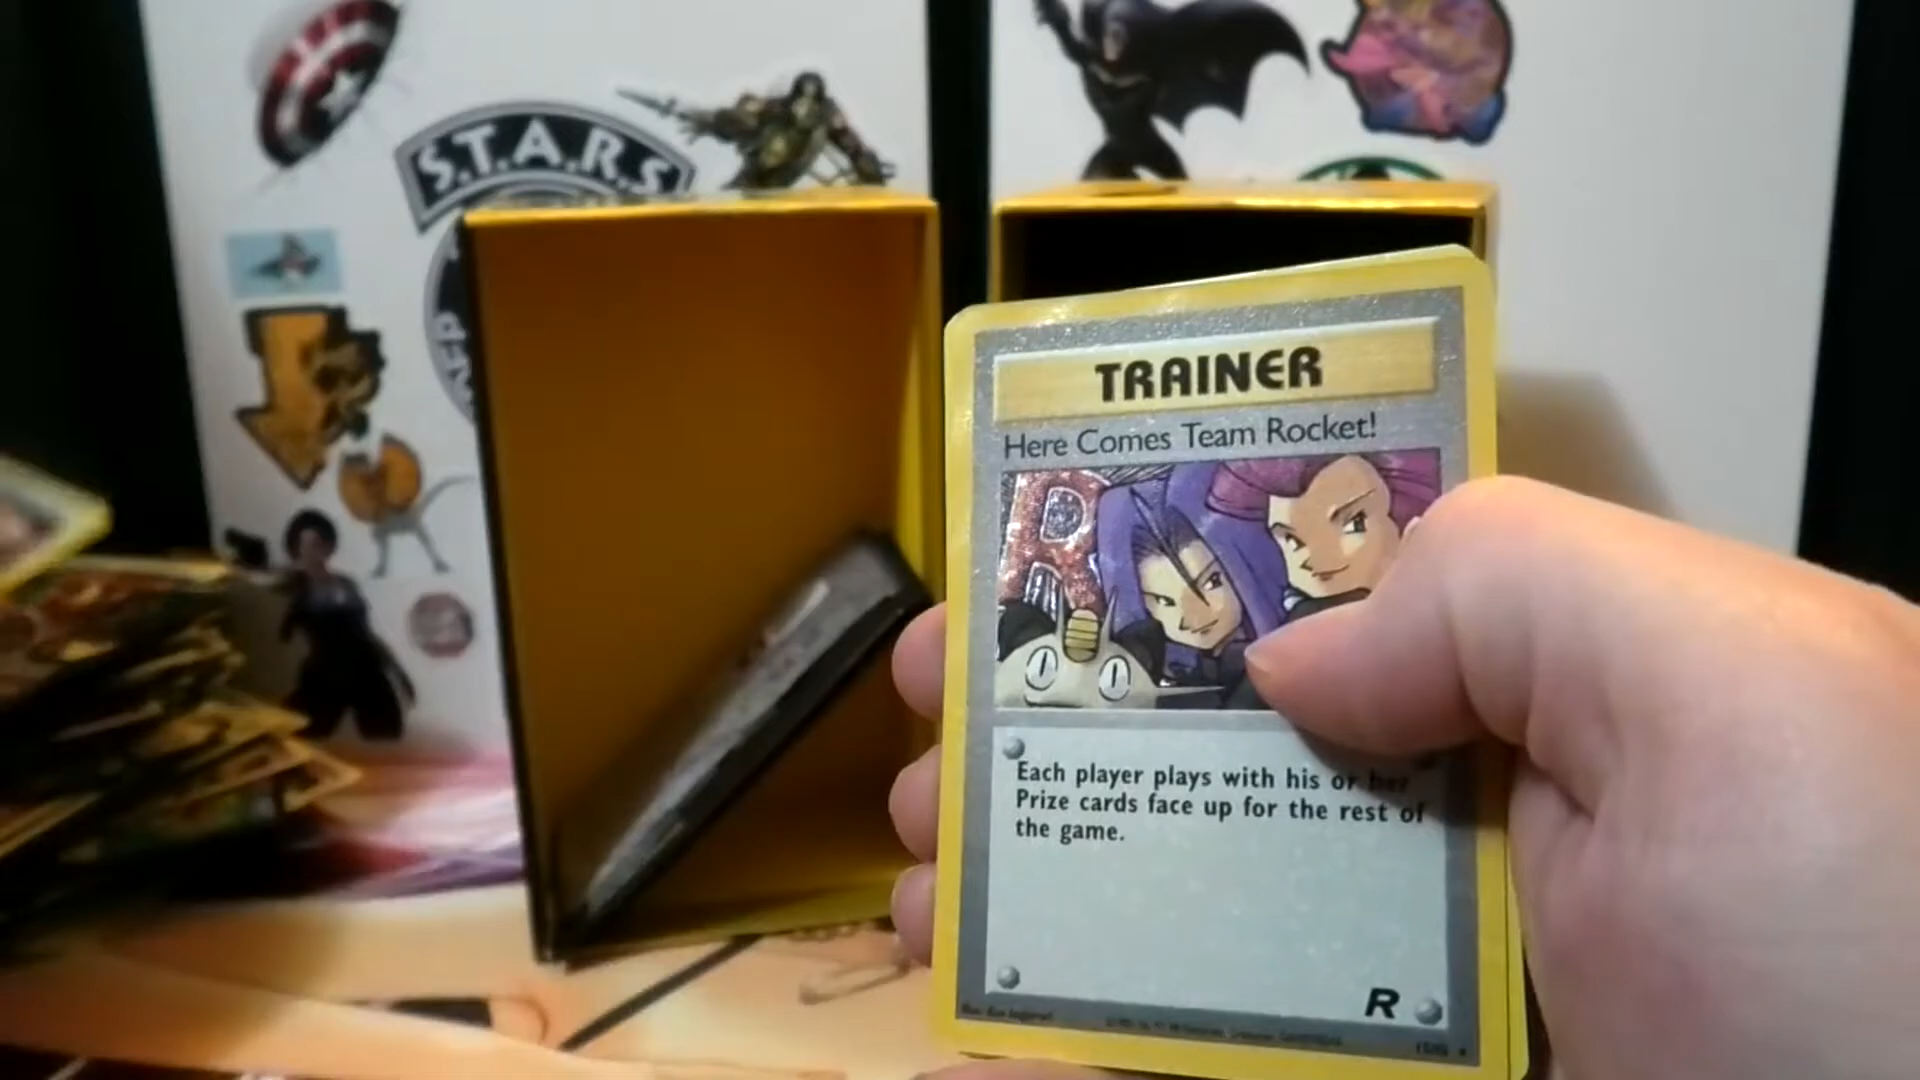 S.T.A.R.S
TRAINER
Here Comes Team Rocket!
R
Each player plays with his or her
Prize cards face up for the rest of
the game.
R